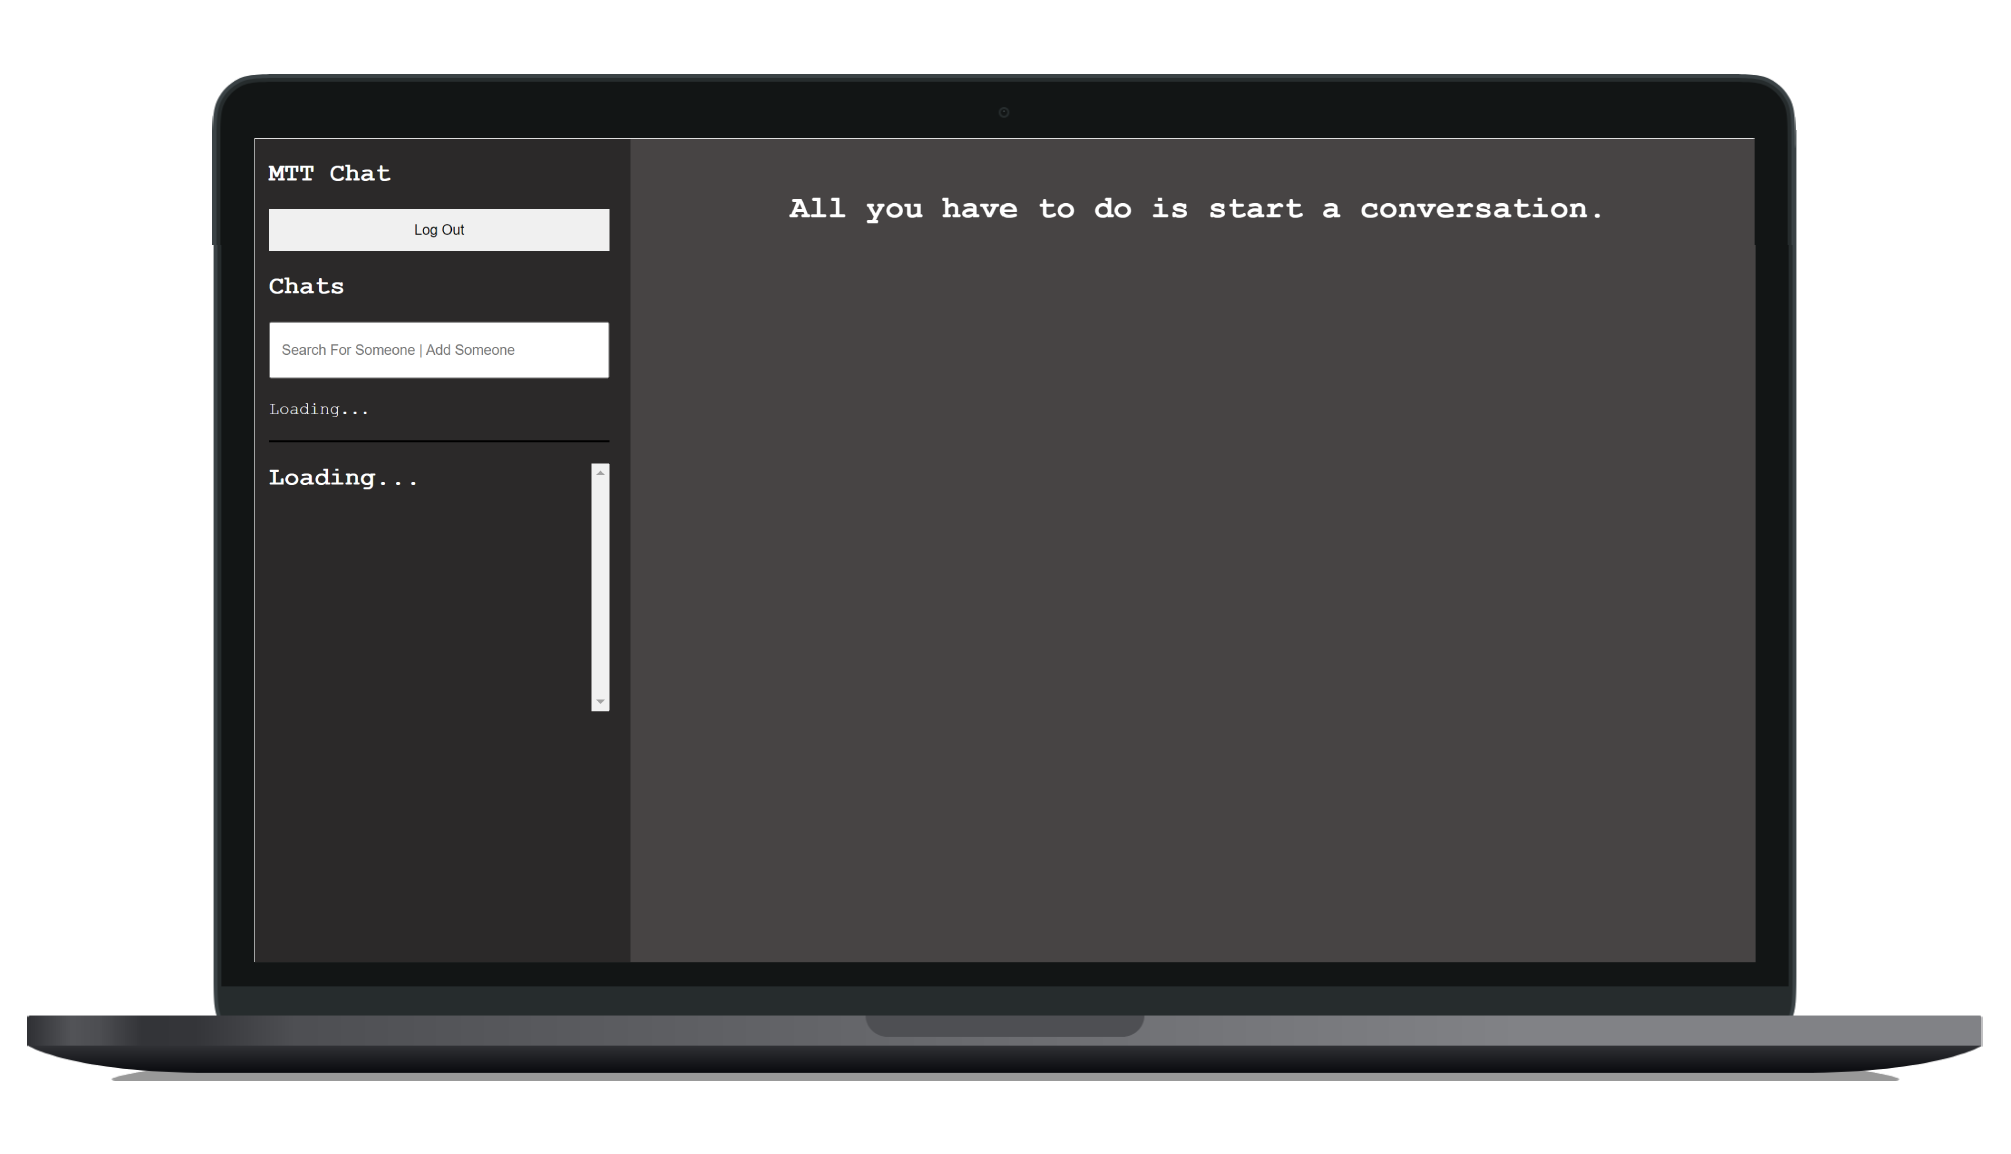 MTT Chat
Log Out
Chats
Search For Someone | Add Someone
Loading...
Loading...
All you have to do is start a conversation.